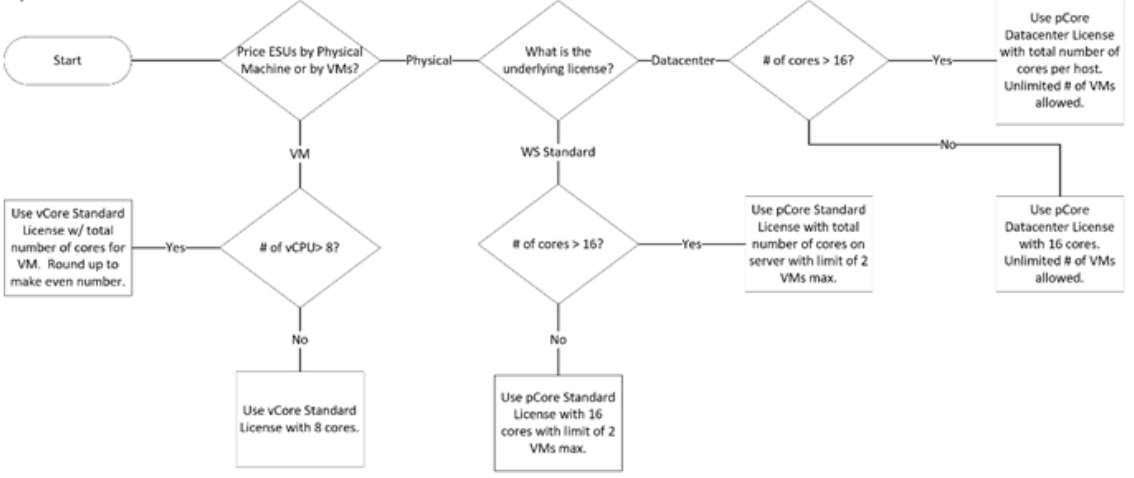 Start
Price ESUs by Physical
Machine or by VMs?
Physical
What is the
underlying license?
Datacenter
# of cores > 16?
Yes
Use pCore
Datacenter License
with total number of
cores per host.
Unlimited # of VMs
allowed.
VM
WS Standard
No
Use vCore Standard
License w/ total
number of cores for
VM. Round up to
make even number.
Yes
# of vCPU> 8?
# of cores > 16?
Yes
Use pCore Standard
License with total
number of cores on
server with limit of 2
VMs max.
Use pCore
Datacenter License
with 16 cores.
Unlimited # of VMs
allowed.
No
No
Use vCore Standard
License with 8 cores.
Use pCore Standard
License with 16
cores with limit of 2
VMs max.